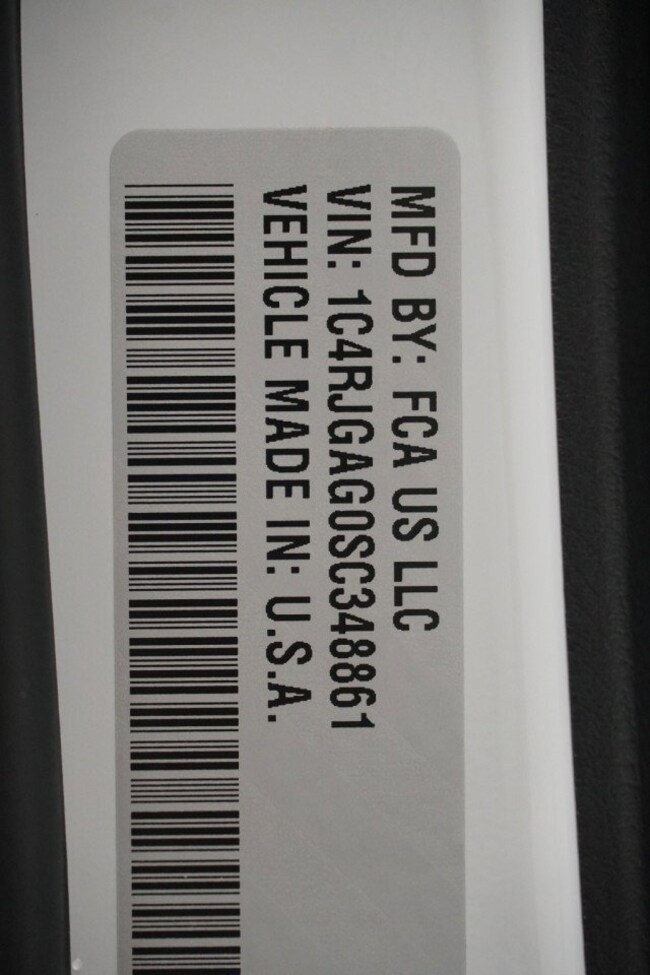 MFD BY: FCA US LLC
VIN: 1C4RJGAG0SC348861
VEHICLE MADE IN: U.S.A.